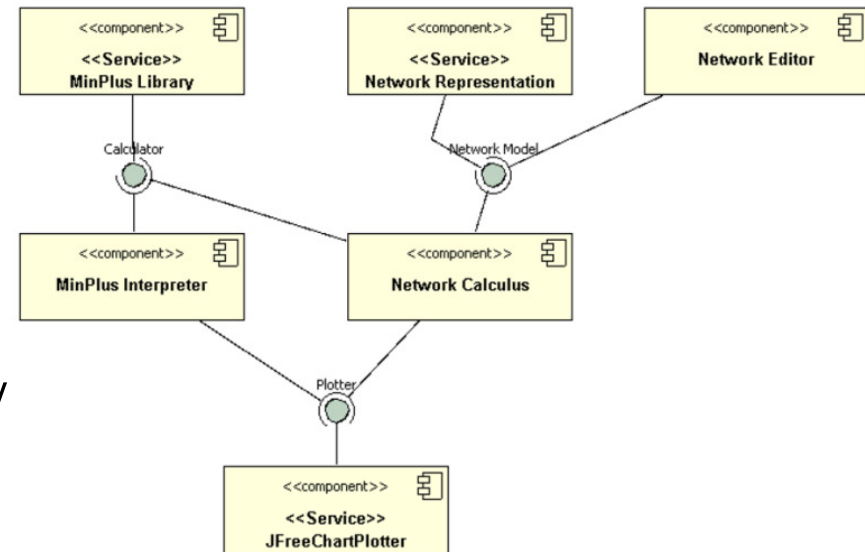 <<component>>
<<Service>>
MinPlus Library
<<component>>
<<Service>>
Network Representation
<<component>>
Network Editor
Calculator
Network Model
<<component>>
MinPlus Interpreter
<<component>>
Network Calculus
y
Plotter
<<component>>
<<Service>>
JFreeChartPlotter